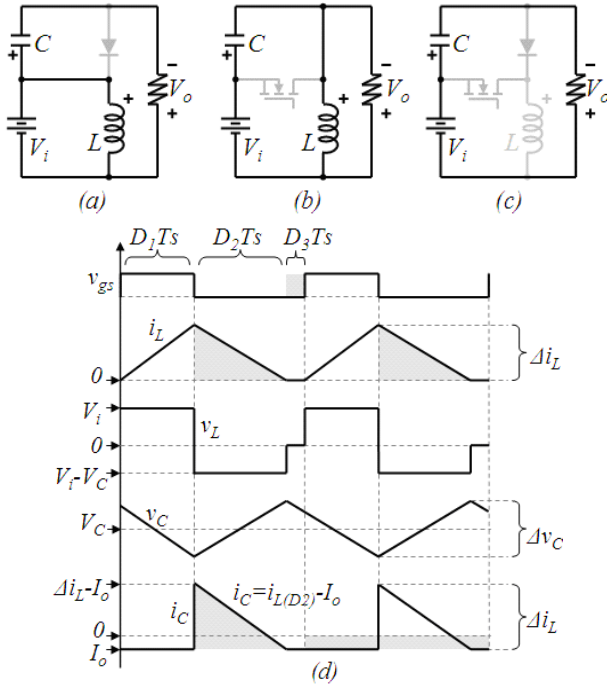 C
+
L
+
V_i
−
V_o
+
(a)
C
+
L
+
V_i
−
V_o
+
(b)
C
+
L
+
V_i
−
V_o
+
(c)
D_1Ts D_2Ts D_3Ts
v_gs
i_L
0
Δi_L
V_i
v_L
0
V_i-V_C
V_C
v_C
Δv_C
Δi_L-I_o
i_C
i_C=i_L(D2)-I_o
0
I_o
Δi_L
(d)